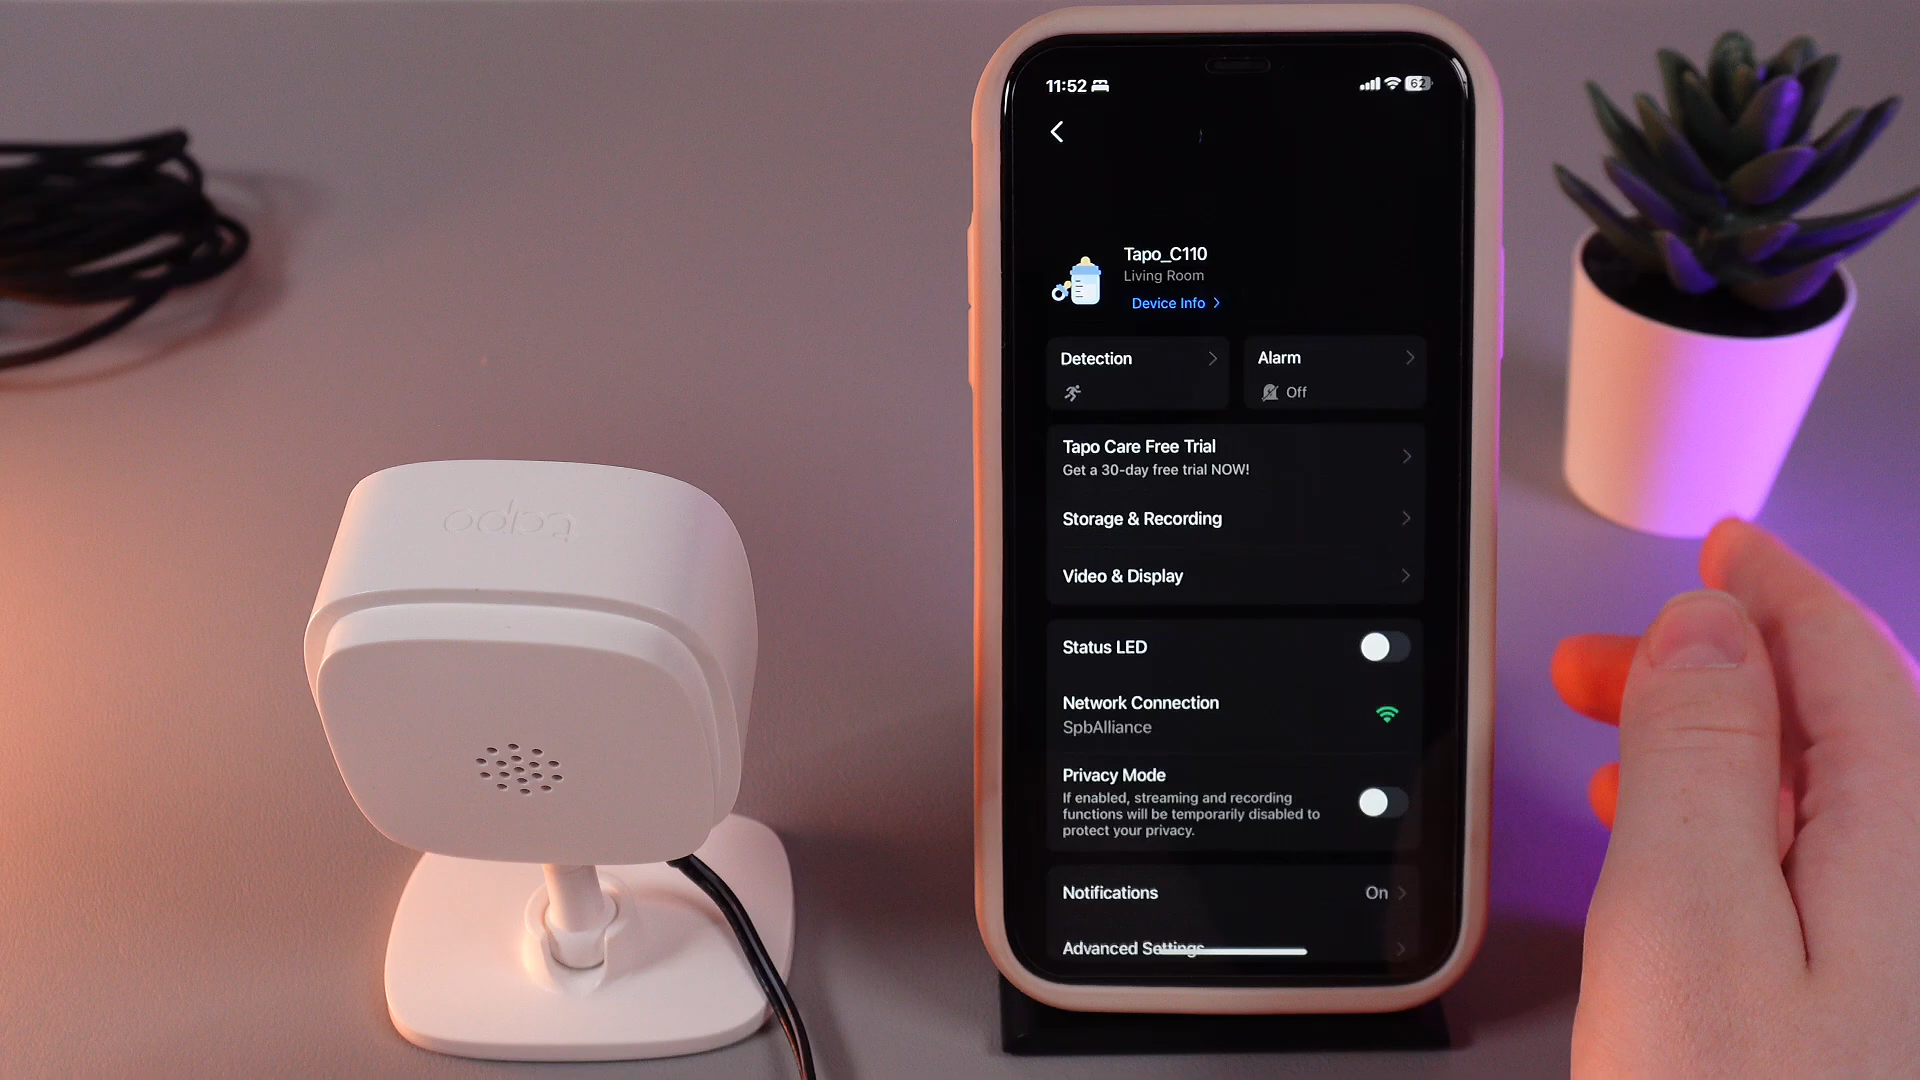 11:52
62
Tapo_C110
Living Room
Device Info
Detection
Alarm
Off
Tapo Care Free Trial
Get a 30-day free trial NOW!
Storage & Recording
Video & Display
Status LED
Network Connection
SpbAlliance
Privacy Mode
If enabled, streaming and recording
functions will be temporarily disabled to
protect your privacy.
Notifications
On
Advanced Settings
tapo